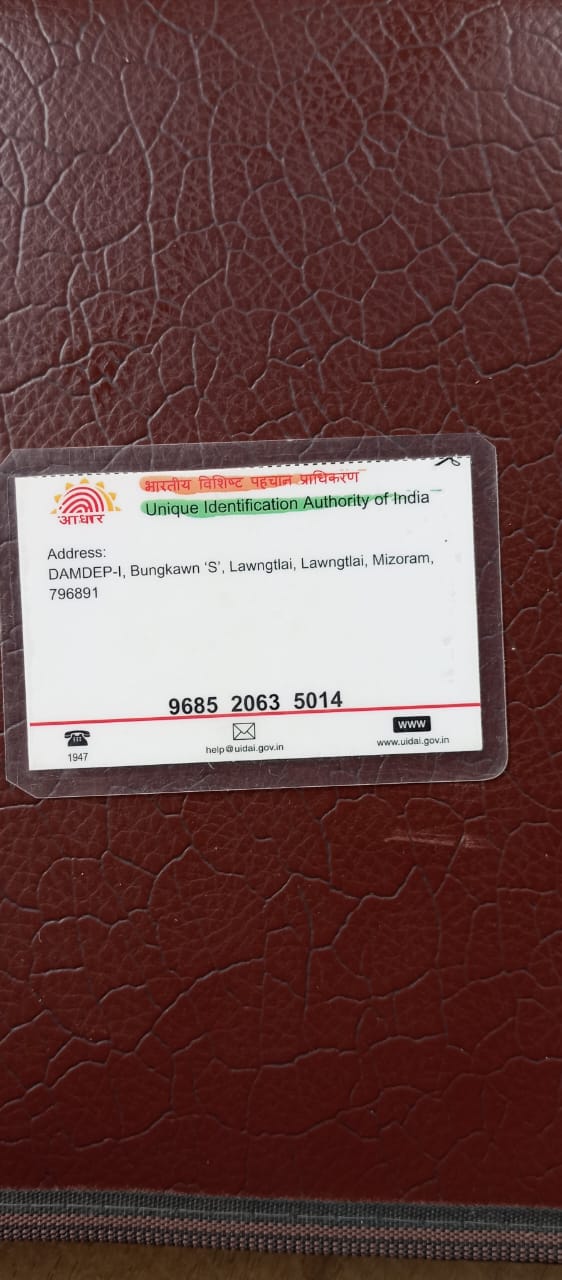 भारतीय विशिष्ट पहचान प्राधिकरण
Unique Identification Authority of India
आधार
Address:
DAMDEP-I, Bungkawn ‘S’, Lawngtlai, Lawngtlai, Mizoram,
796891
9685 2063 5014
1947
help@uidai.gov.in
WWW
www.uidai.gov.in